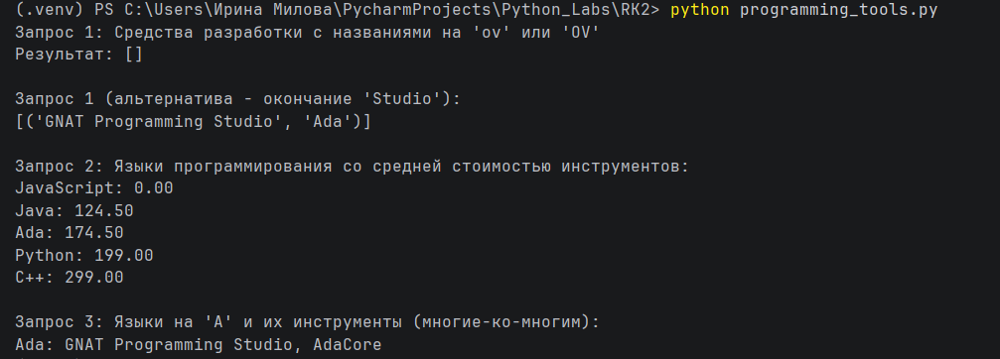 (.venv) PS C:\Users\Ирина Милова\PycharmProjects\Python_Labs\RK2> python programming_tools.py
Запрос 1: Средства разработки с названиями на 'ov' или 'OV'
Результат: []
Запрос 1 (альтернатива - окончание 'Studio'):
[('GNAT Programming Studio', 'Ada')]
Запрос 2: Языки программирования со средней стоимостью инструментов:
JavaScript: 0.00
Java: 124.50
Ada: 174.50
Python: 199.00
C++: 299.00
Запрос 3: Языки на 'А' и их инструменты (многие-ко-многим):
Ada: GNAT Programming Studio, AdaCore